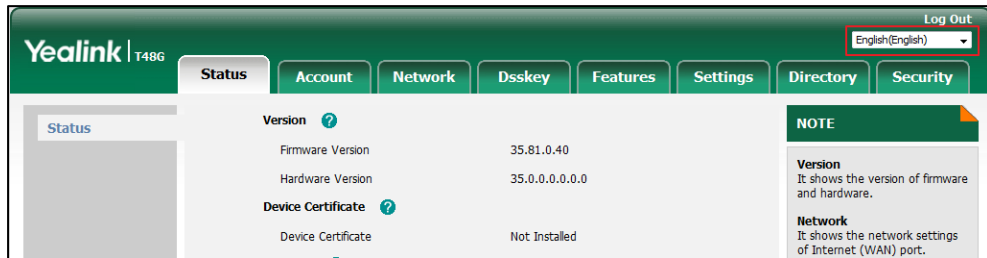 Log Out
English(English)
Yealink T48G
Status Account Network Dsskey Features Settings Directory Security
Status
Version ?
Firmware Version 35.81.0.40
Hardware Version 35.0.0.0.0.0.0
Device Certificate ?
Device Certificate Not Installed
NOTE
Version
It shows the version of firmware
and hardware.
Network
It shows the network settings
of Internet (WAN) port.